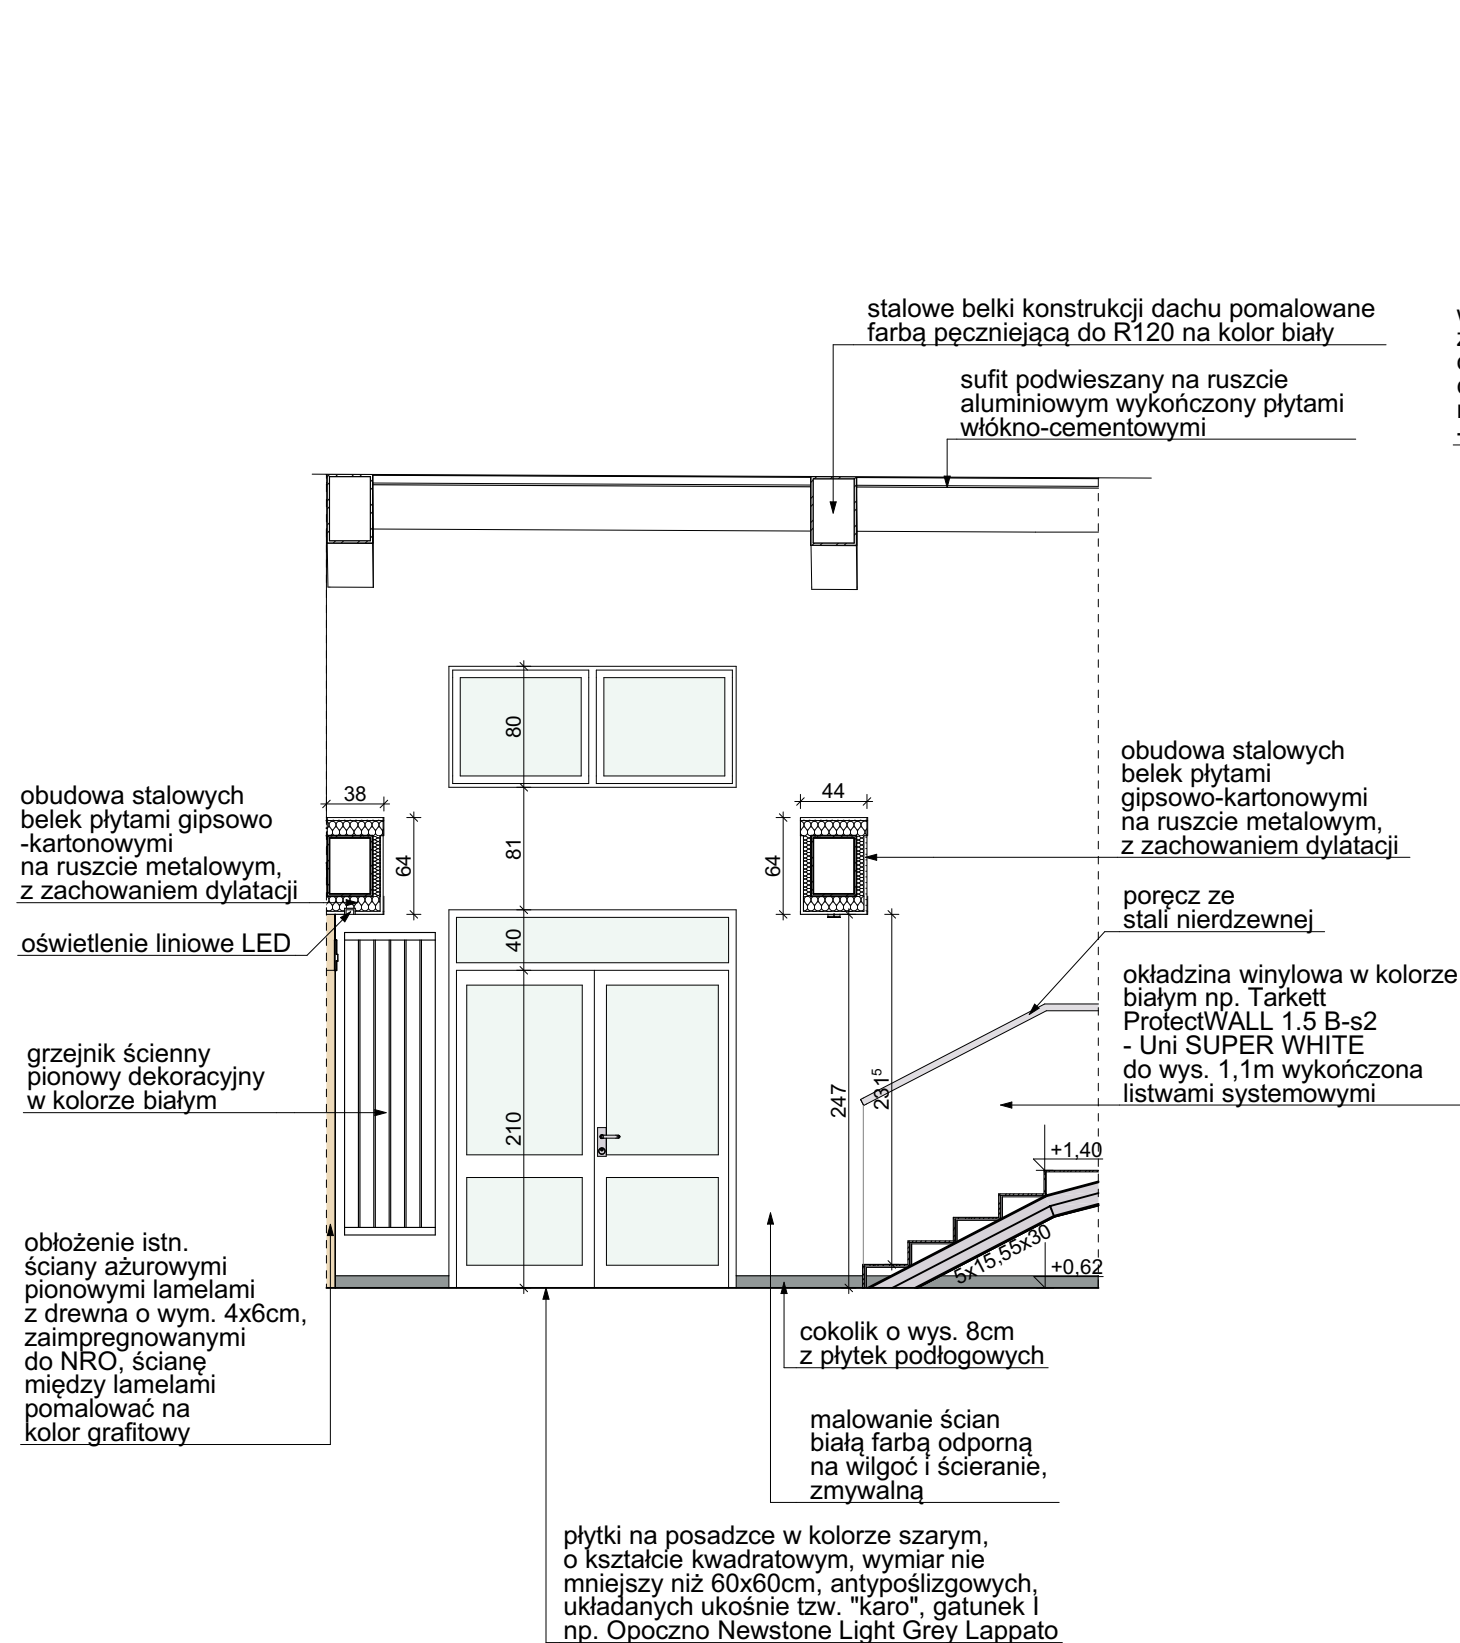 stalowe belki konstrukcji dachu pomalowane
farbą pęczniejącą do R120 na kolor biały
sufit podwieszany na ruszcie
aluminiowym wykończony płytami
włókno-cementowymi
80
81
40
210
38
64
44
64
247
231⁵
obudowa stalowych
belek płytami gipsowo
-kartonowymi
na ruszcie metalowym,
z zachowaniem dylatacji
oświetlenie liniowe LED
grzejnik ścienny
pionowy dekoracyjny
w kolorze białym
obłożenie istn.
ściany ażurowymi
pionowymi lamelami
z drewna o wym. 4x6cm,
zaimpregnowanymi
do NRO, ścianę
między lamelami
pomalować na
kolor grafitowy
obudowa stalowych
belek płytami
gipsowo-kartonowymi
na ruszcie metalowym,
z zachowaniem dylatacji
poręcz ze
stali nierdzewnej
okładzina winylowa w kolorze
białym np. Tarkett
ProtectWALL 1.5 B-s2
- Uni SUPER WHITE
do wys. 1,1m wykończona
listwami systemowymi
+1,40
5x15,55x30
+0,62
cokolik o wys. 8cm
z płytek podłogowych
malowanie ścian
białą farbą odporną
na wilgoć i ścieranie,
zmywalną
płytki na posadzce w kolorze szarym,
o kształcie kwadratowym, wymiar nie
mniejszy niż 60x60cm, antypoślizgowych,
układanych ukośnie tzw. "karo", gatunek I
np. Opoczno Newstone Light Grey Lappato